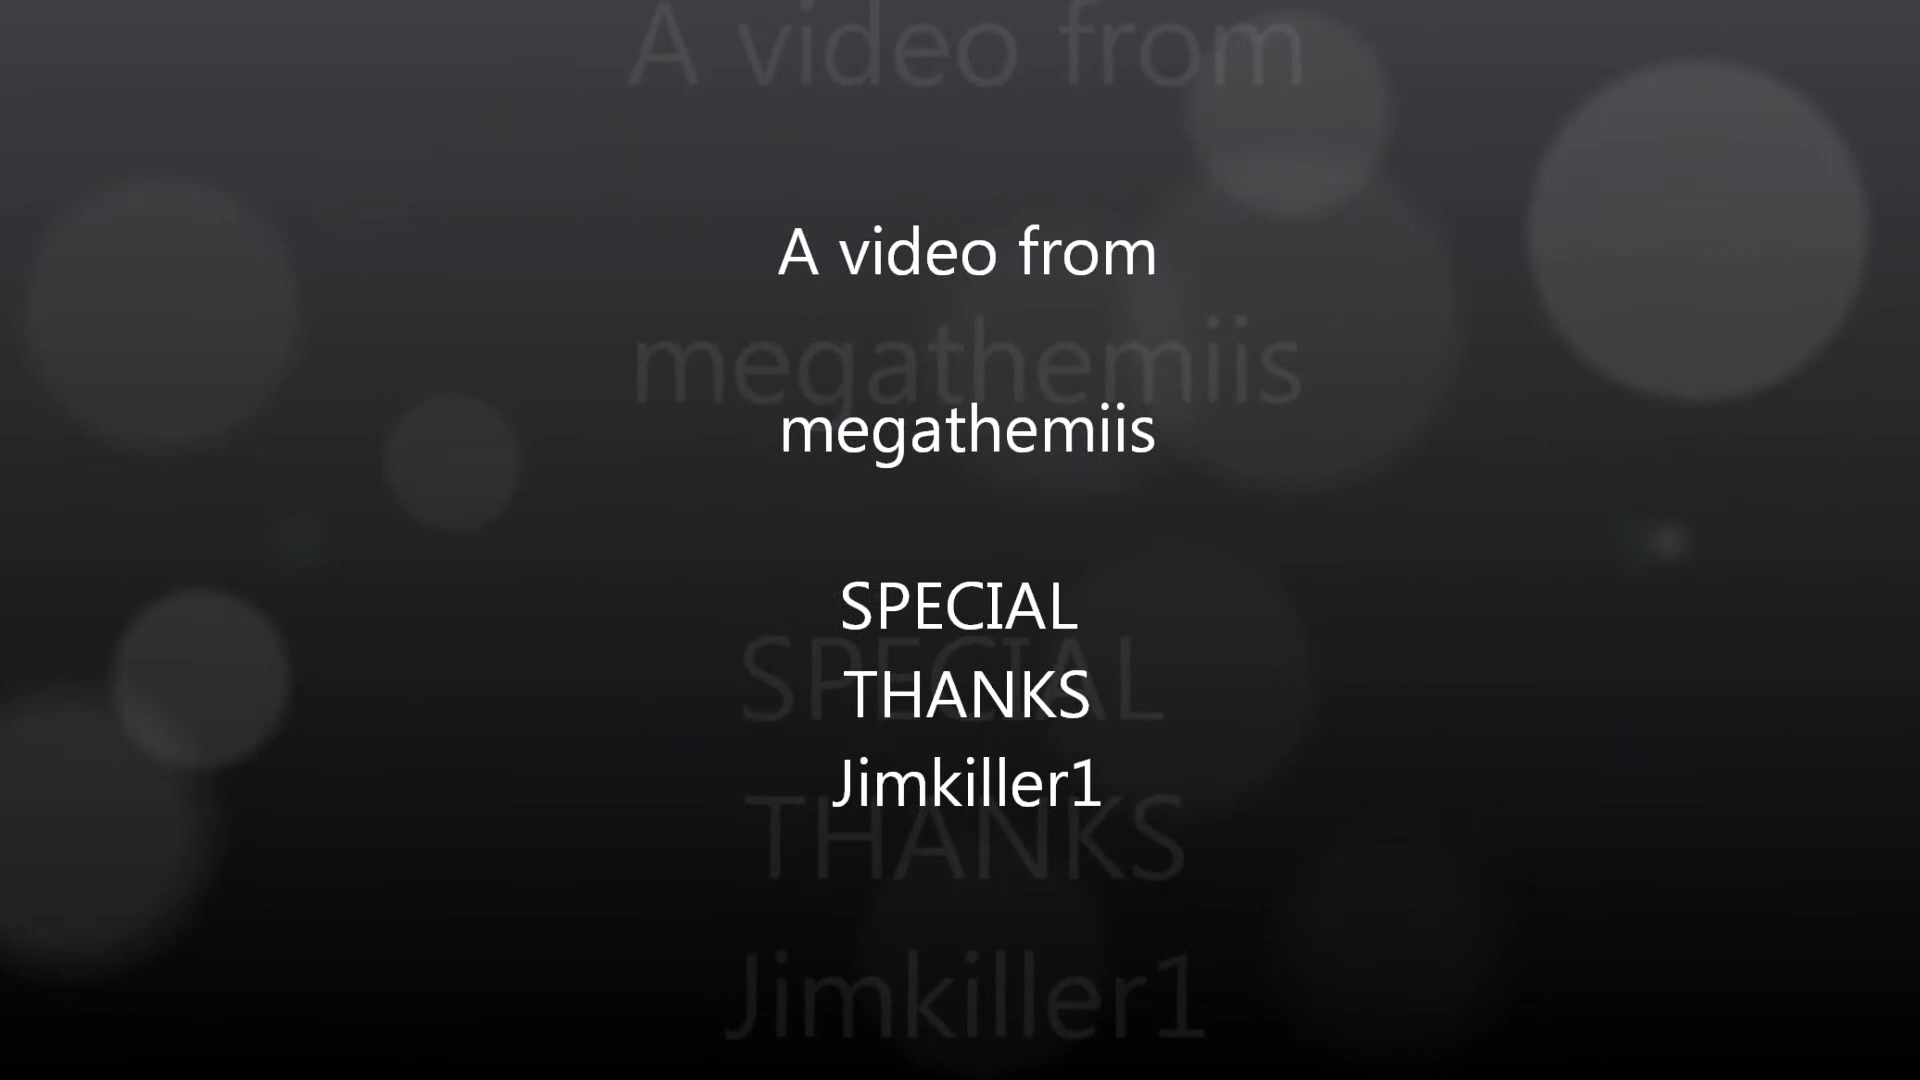 A video from
megathemiis
SPECIAL
THANKS
Jimkiller1